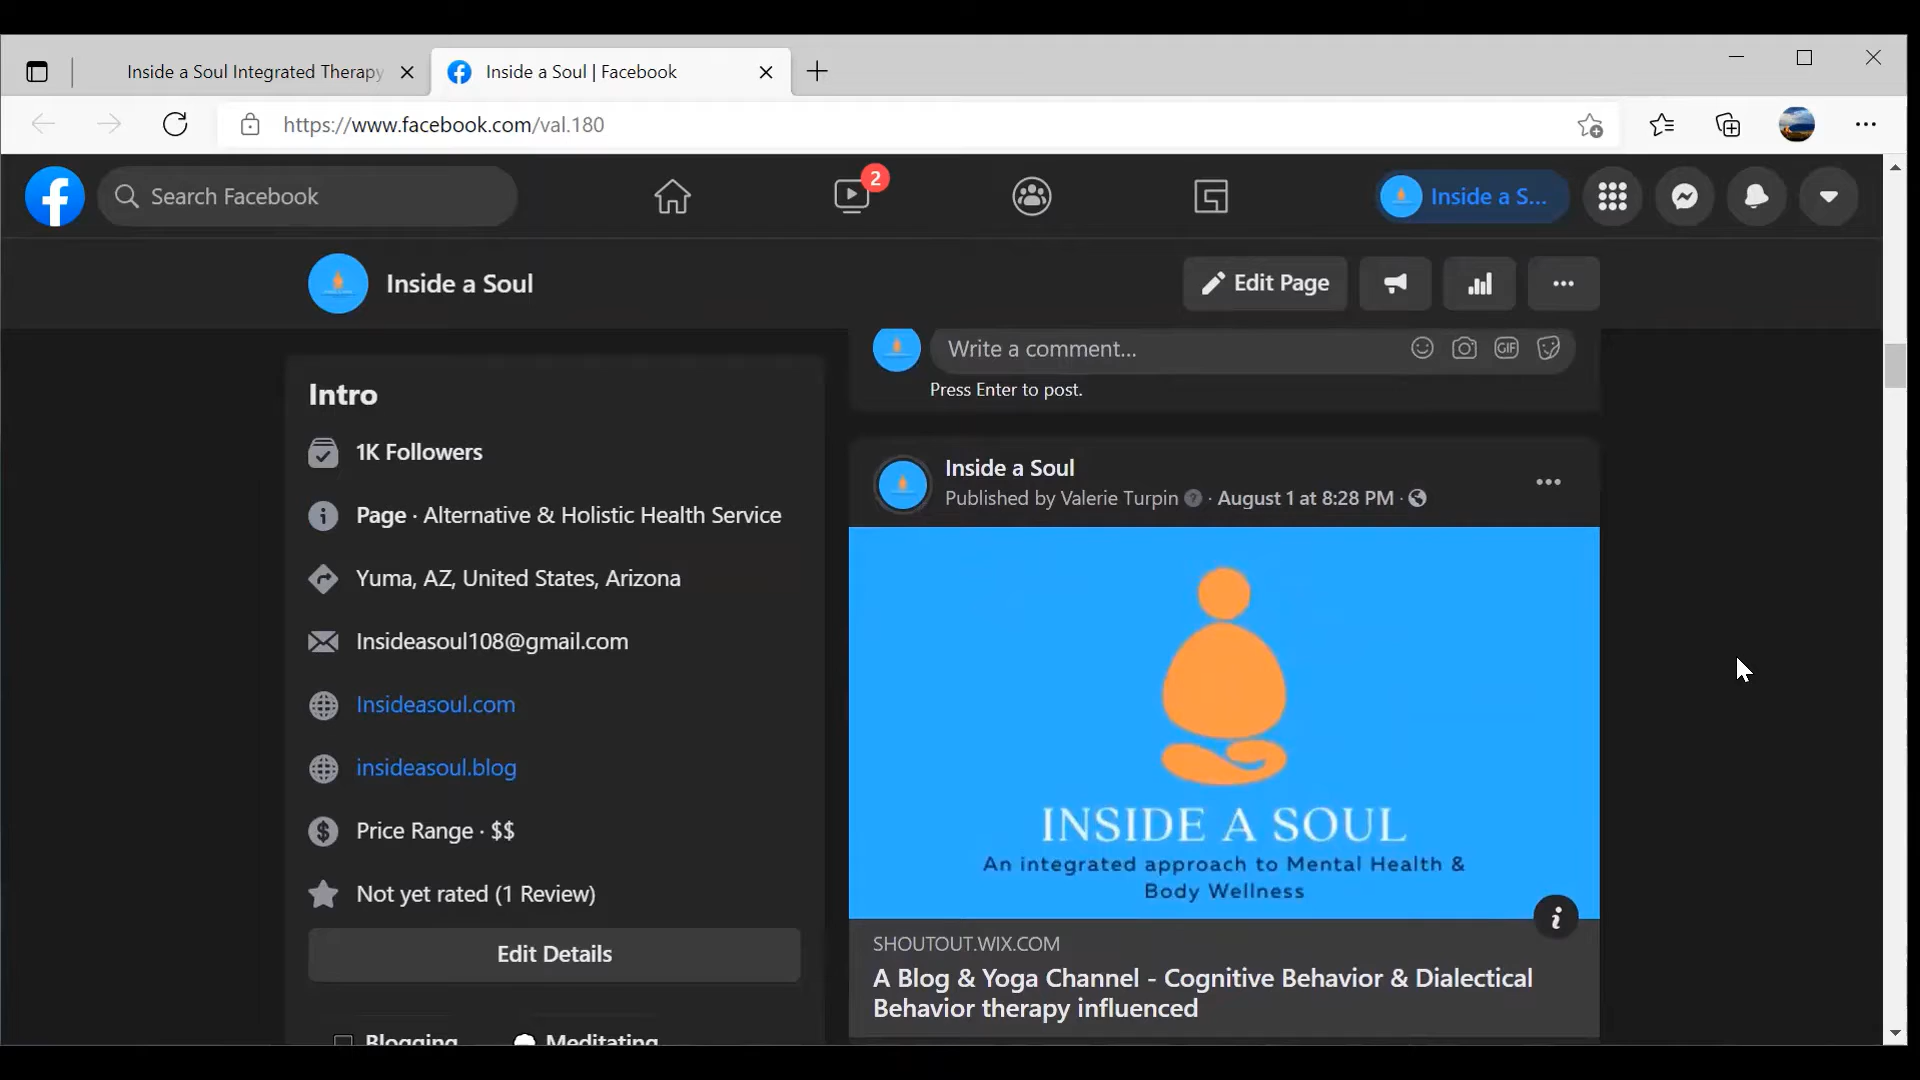 Inside a Soul Integrated Therapy
Inside a Soul | Facebook
https://www.facebook.com/val.180
Search Facebook
2
Inside a S...
Inside a Soul
Edit Page
Write a comment...
Press Enter to post.
Intro
1K Followers
Page · Alternative & Holistic Health Service
Yuma, AZ, United States, Arizona
Insideasoul108@gmail.com
Insideasoul.com
insideasoul.blog
Price Range · $$
Not yet rated (1 Review)
Edit Details
Blogging
Meditating
Inside a Soul
Published by Valerie Turpin · August 1 at 8:28 PM ·
INSIDE A SOUL
An integrated approach to Mental Health &
Body Wellness
SHOUTOUT.WIX.COM
A Blog & Yoga Channel - Cognitive Behavior & Dialectical
Behavior therapy influenced